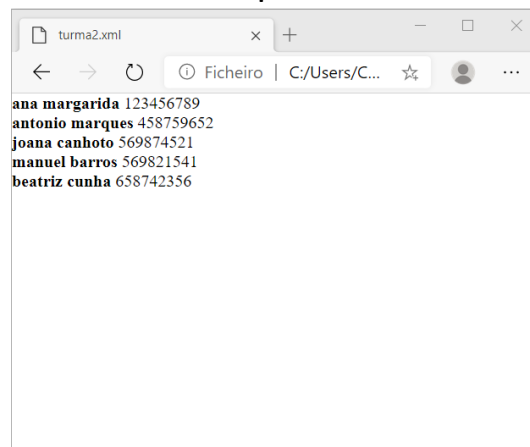 turma2.xml
Ficheiro | C:/Users/C...
ana margarida 123456789
antonio marques 458759652
joana canhoto 569874521
manuel barros 569821541
beatriz cunha 658742356